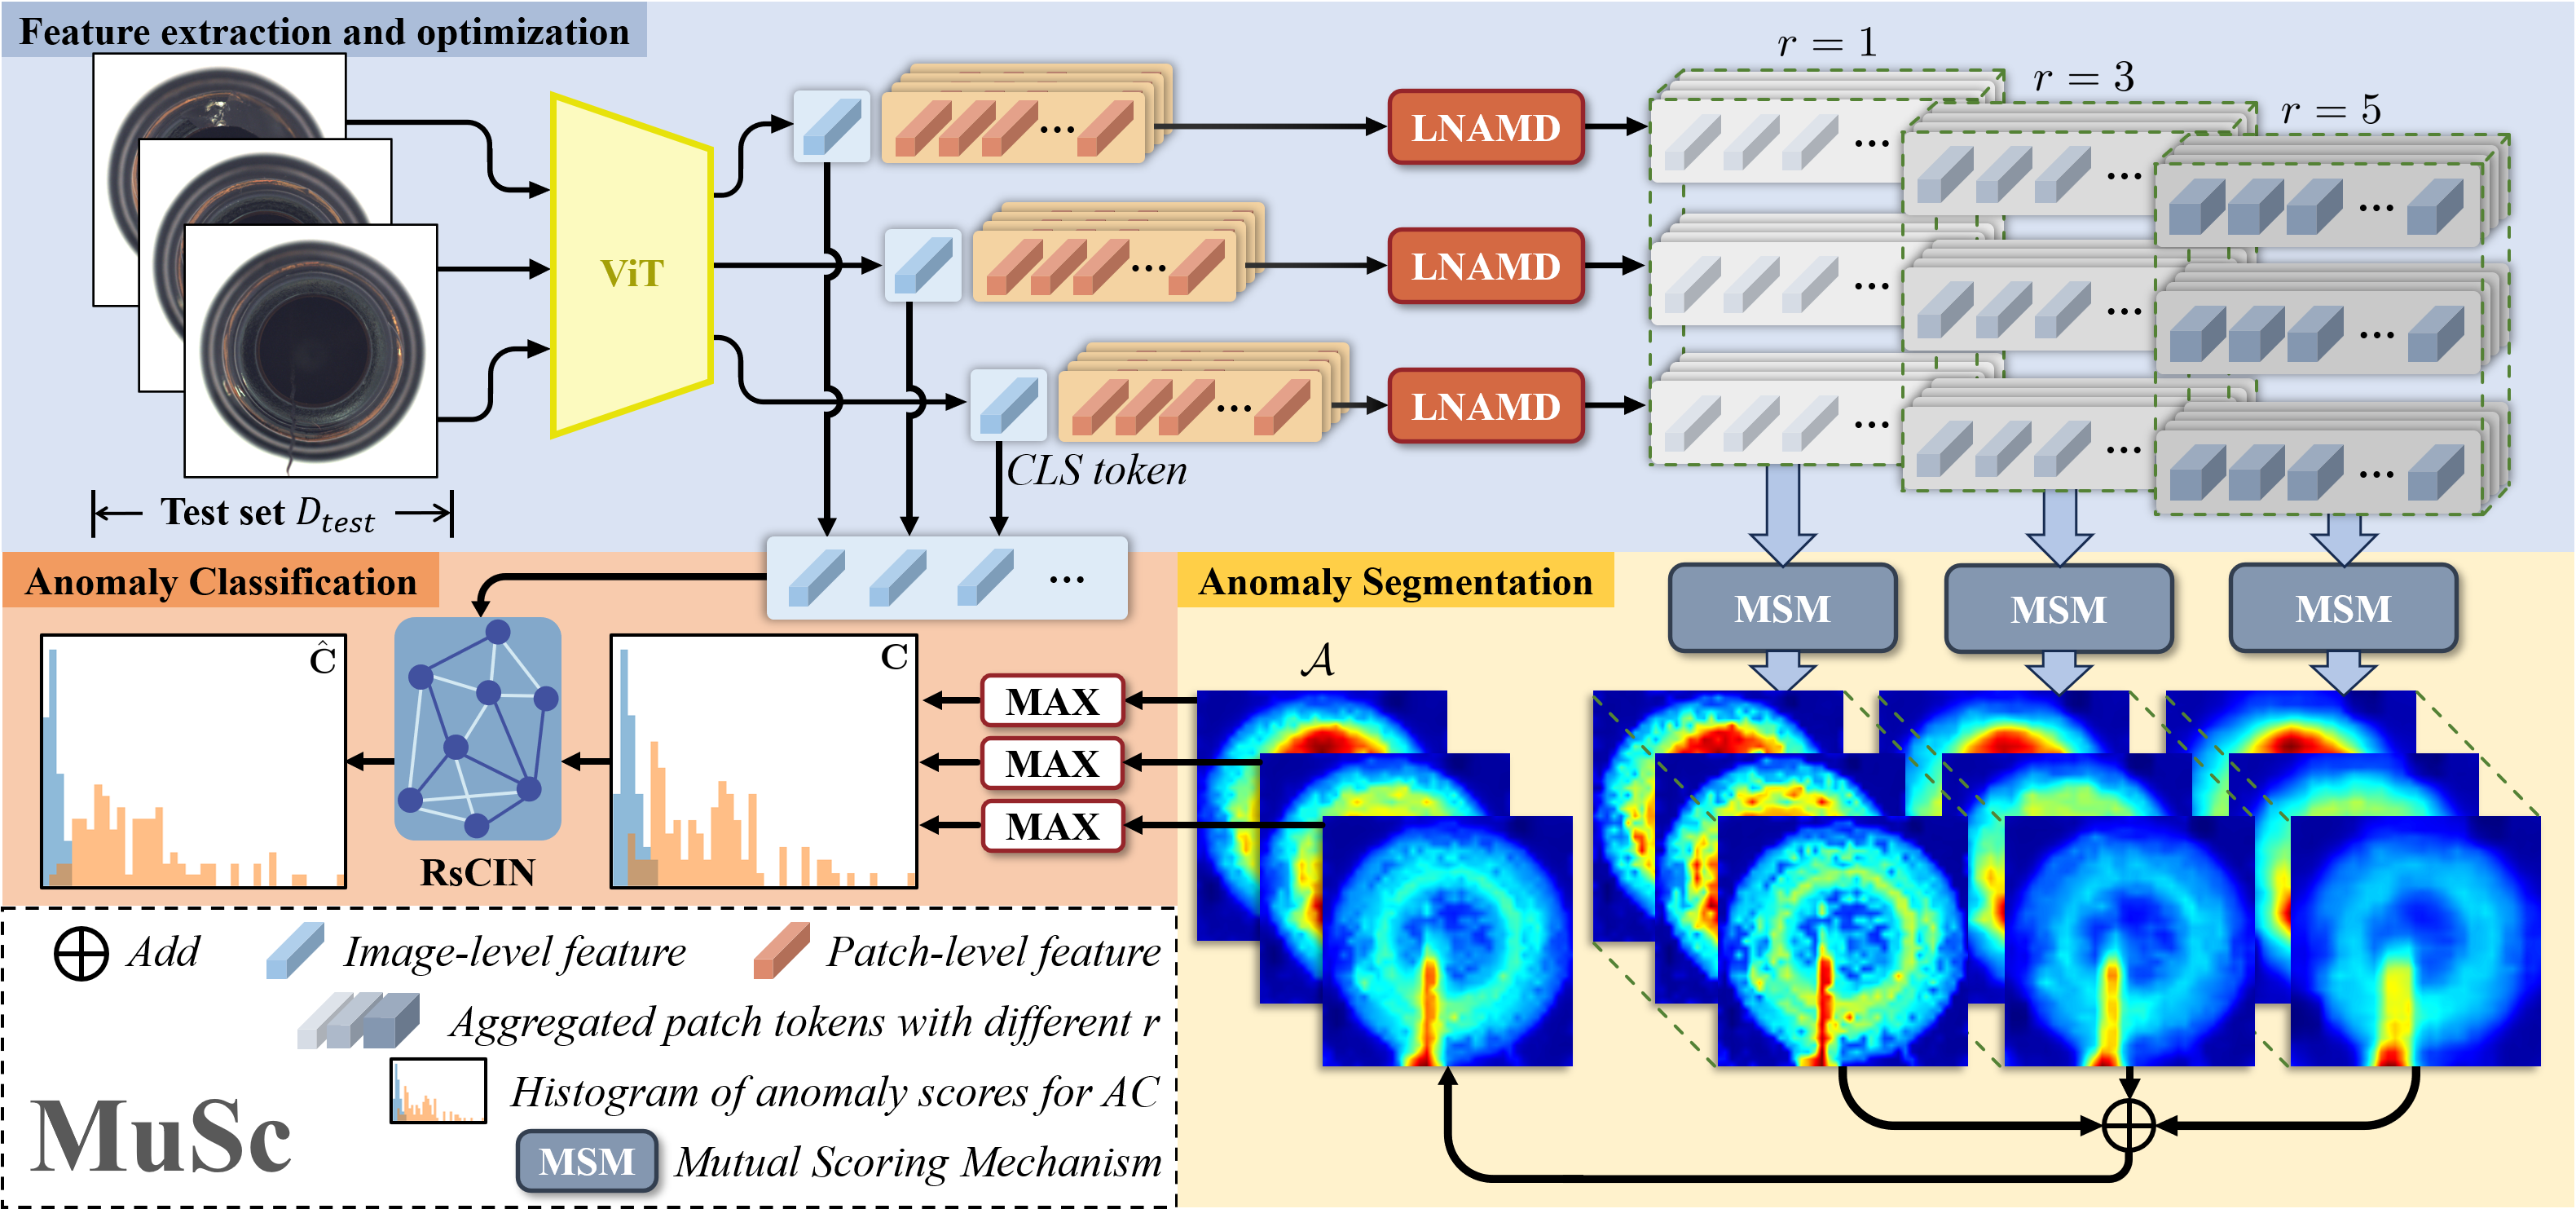 Feature extraction and optimization
r = 1
r = 3
r = 5
ViT
LNAMD
LNAMD
LNAMD
CLS token
Test set D_test
Anomaly Classification
Anomaly Segmentation
MSM
MSM
MSM
Ĉ
C
𝒜
MAX
MAX
MAX
RsCIN
...
Add
Image-level feature
Patch-level feature
Aggregated patch tokens with different r
Histogram of anomaly scores for AC
MuSc
MSM
Mutual Scoring Mechanism